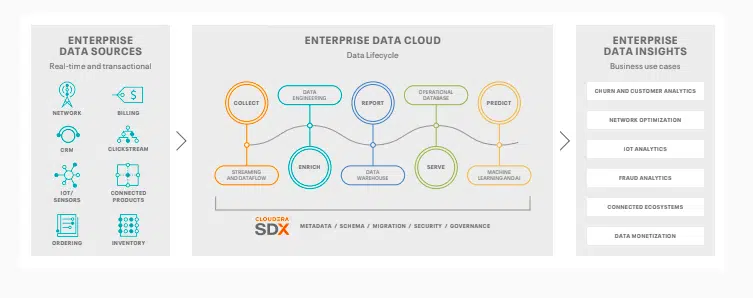 ENTERPRISE
DATA SOURCES
Real-time and transactional
NETWORK
BILLING
CRM
CLICKSTREAM
IOT/
SENSORS
CONNECTED
PRODUCTS
ORDERING
INVENTORY
ENTERPRISE DATA CLOUD
Data Lifecycle
COLLECT
STREAMING
AND DATAFLOW
DATA
ENGINEERING
ENRICH
REPORT
DATA
WAREHOUSE
OPERATIONAL
DATABASE
SERVE
PREDICT
MACHINE
LEARNING AND AI
CLOUDERA
SDX
METADATA / SCHEMA / MIGRATION / SECURITY / GOVERNANCE
ENTERPRISE
DATA INSIGHTS
Business use cases
CHURN AND CUSTOMER ANALYTICS
NETWORK OPTIMIZATION
IOT ANALYTICS
FRAUD ANALYTICS
CONNECTED ECOSYSTEMS
DATA MONETIZATION